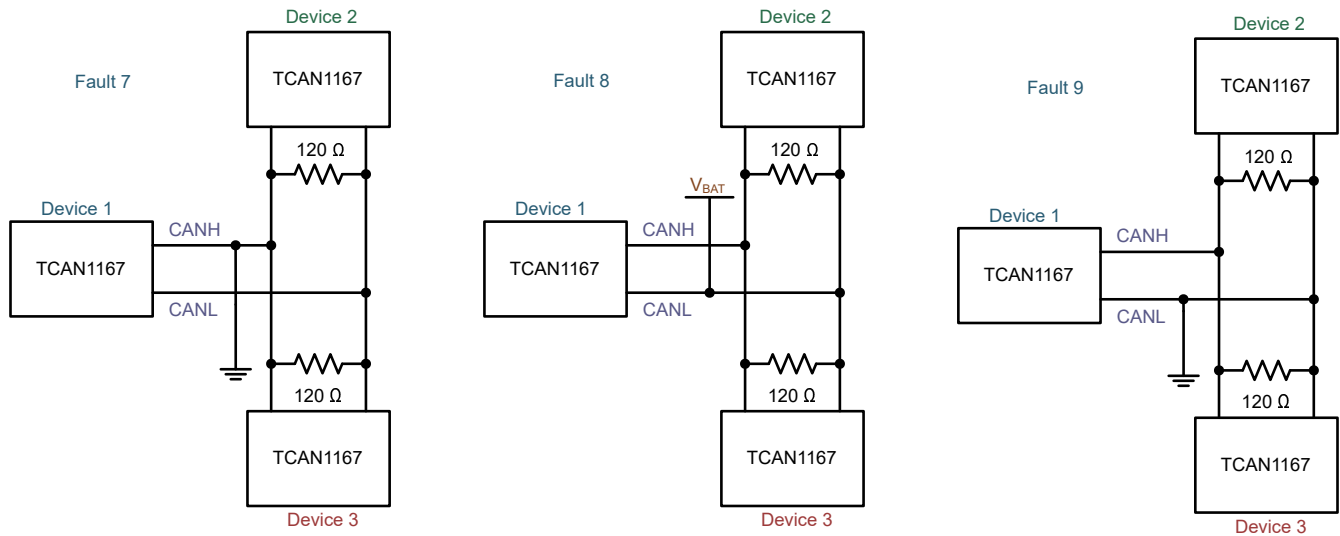 Fault 7
Device 2
TCAN1167
120 Ω
Device 1
TCAN1167
CANH
CANL
120 Ω
TCAN1167
Device 3
Fault 8
Device 2
TCAN1167
120 Ω
VBAT
Device 1
TCAN1167
CANH
CANL
120 Ω
TCAN1167
Device 3
Fault 9
Device 2
TCAN1167
120 Ω
Device 1
TCAN1167
CANH
CANL
120 Ω
TCAN1167
Device 3